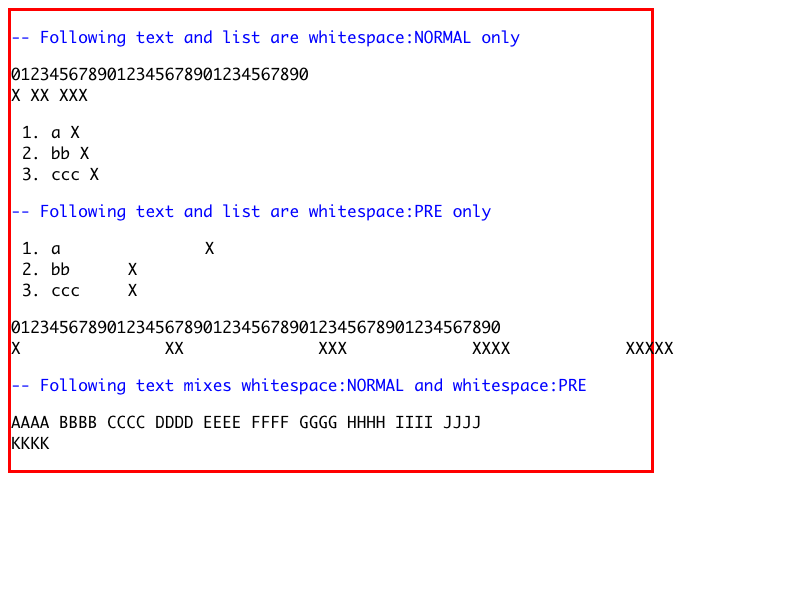 -- Following text and list are whitespace:NORMAL only
0123456789012345678901234567890
X XX XXX
1. a X
2. bb X
3. ccc X
-- Following text and list are whitespace:PRE only
1. a               X
2. bb      X
3. ccc     X
012345678901234567890123456789012345678901234567890
X               XX              XXX             XXXX            XXXXX
-- Following text mixes whitespace:NORMAL and whitespace:PRE
AAAA BBBB CCCC DDDD EEEE FFFF GGGG HHHH IIII JJJJ
KKKK